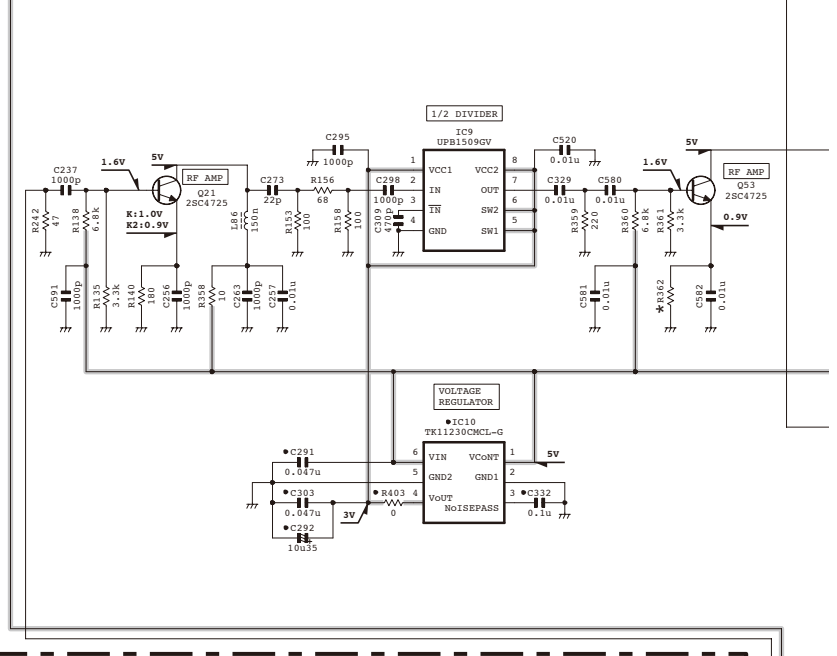 1/2 DIVIDER
IC9
UPB1509GV
1
VCC1
2
IN
3
IN
4
GND
8
VCC2
7
OUT
6
SW2
5
SW1
C295
1000p
C520
0.01u
C237
1000p
1.6V
5V
RF AMP
Q21
2SC4725
K:1.0V
K2:0.9V
R242
47
R138
6.8k
C591
1000p
R135
3.3k
R140
180
C256
1000p
R358
10
L86
150n
C263
1000p
C257
0.01u
C273
22p
R153
100
R156
68
R158
100
C298
1000p
C309
470p
C329
0.01u
C580
0.01u
R359
220
R360
6.8k
R361
3.3k
1.6V
5V
RF AMP
Q53
2SC4725
0.9V
C581
0.01u
*R362
C582
0.01u
VOLTAGE
REGULATOR
IC10
TK11230CMCL-G
6
VIN
5
GND2
4
VoUT
1
VCoNT
2
GND1
3
NoISEPASS
5V
C291
0.047u
C303
0.047u
C292
10u35
3V
R403
0
C332
0.1u